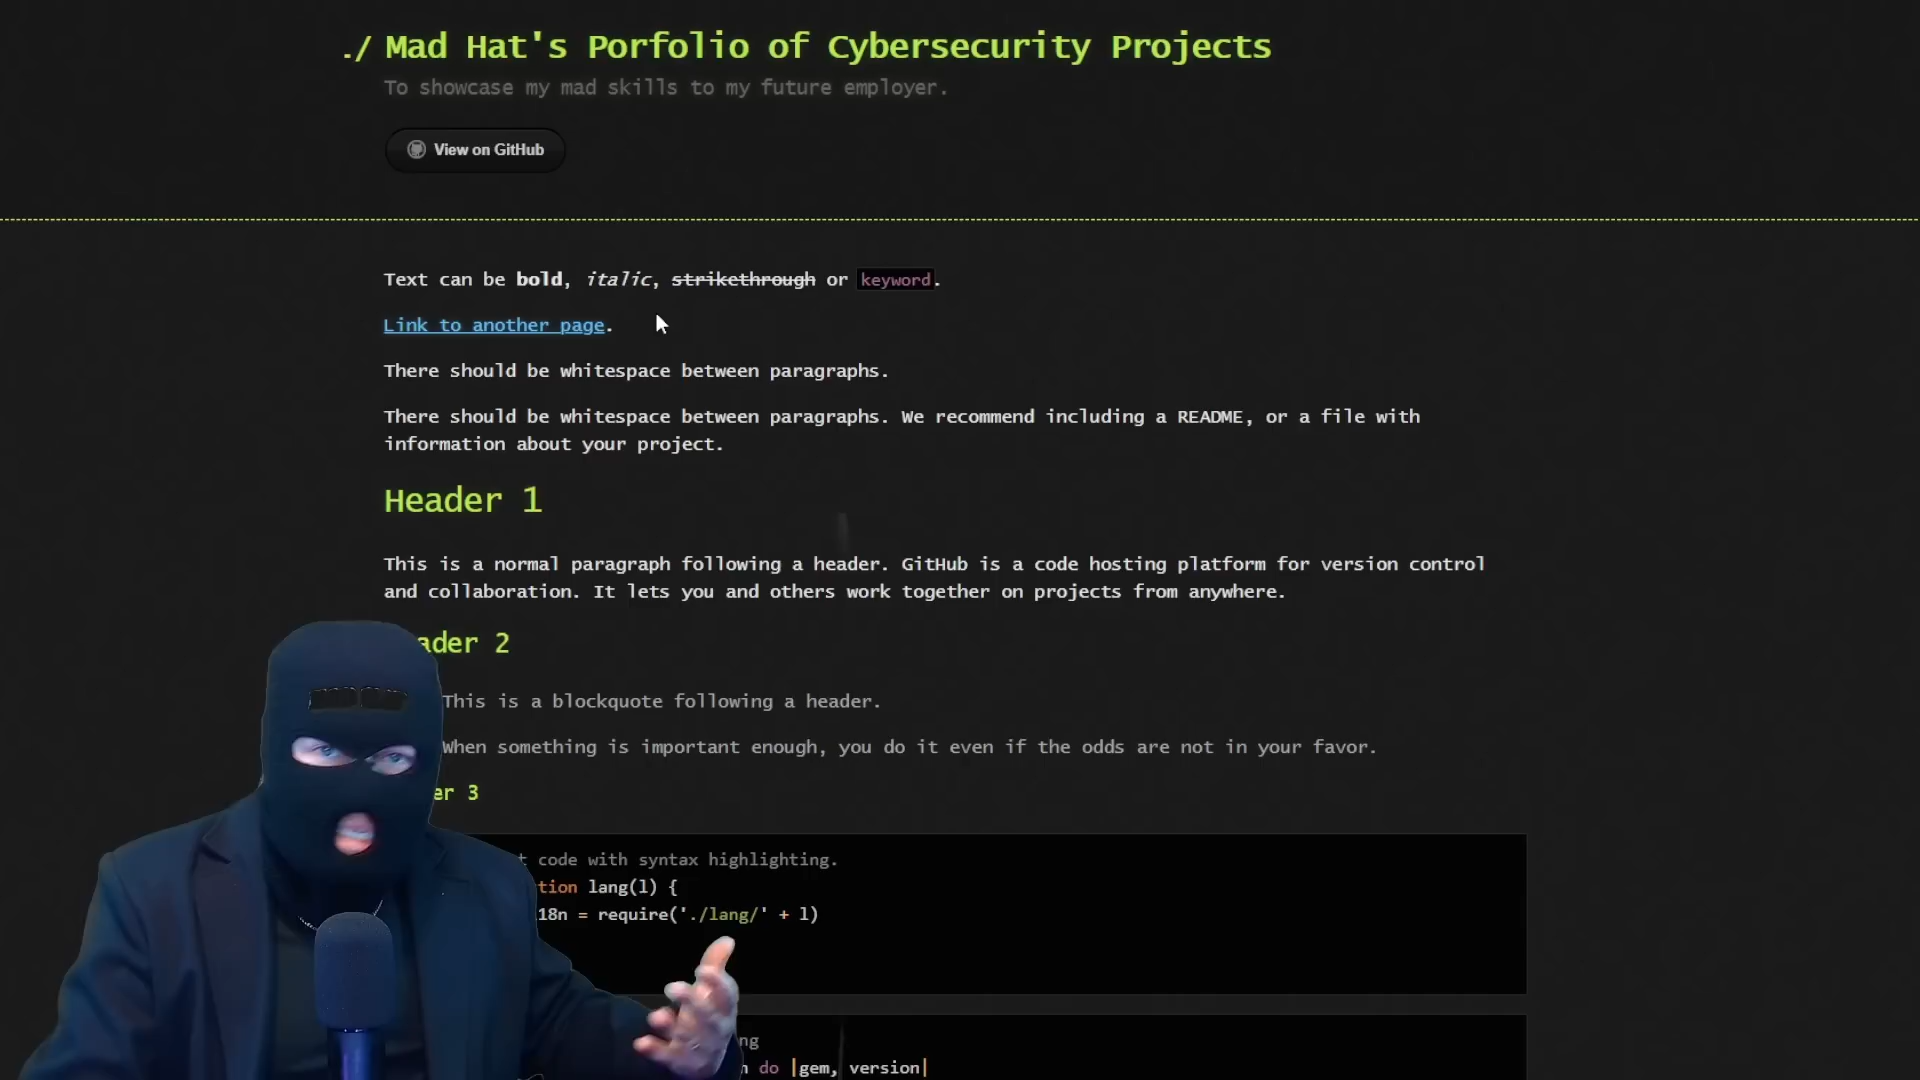 ./ Mad Hat's Porfolio of Cybersecurity Projects
To showcase my mad skills to my future employer.
View on GitHub
Text can be bold, italic, strikethrough or keyword.
Link to another page.
There should be whitespace between paragraphs.
There should be whitespace between paragraphs. We recommend including a README, or a file with
information about your project.
Header 1
This is a normal paragraph following a header. GitHub is a code hosting platform for version control
and collaboration. It lets you and others work together on projects from anywhere.
ader 2
This is a blockquote following a header.
When something is important enough, you do it even if the odds are not in your favor.
er 3
t code with syntax highlighting.
tion lang(l) {
18n = require('./lang/' + l)
ng
n do |gem, version|